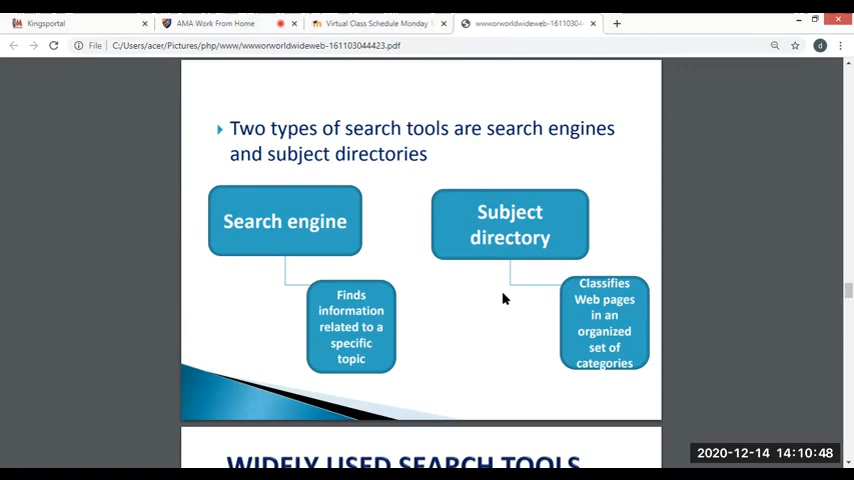 Kingsportal
AMA Work From Home
Virtual Class Schedule Monday
wwworworldwideweb-161103044
File
C:/Users/acer/Pictures/php/www/wwworworldwideweb-161103044423.pdf
d
Two types of search tools are search engines
and subject directories
Search engine
Subject
directory
Finds
information
related to a
specific
topic
Classifies
Web pages
in an
organized
set of
categories
WIDELY USED SEARCH TOOLS
2020-12-14 14:10:48